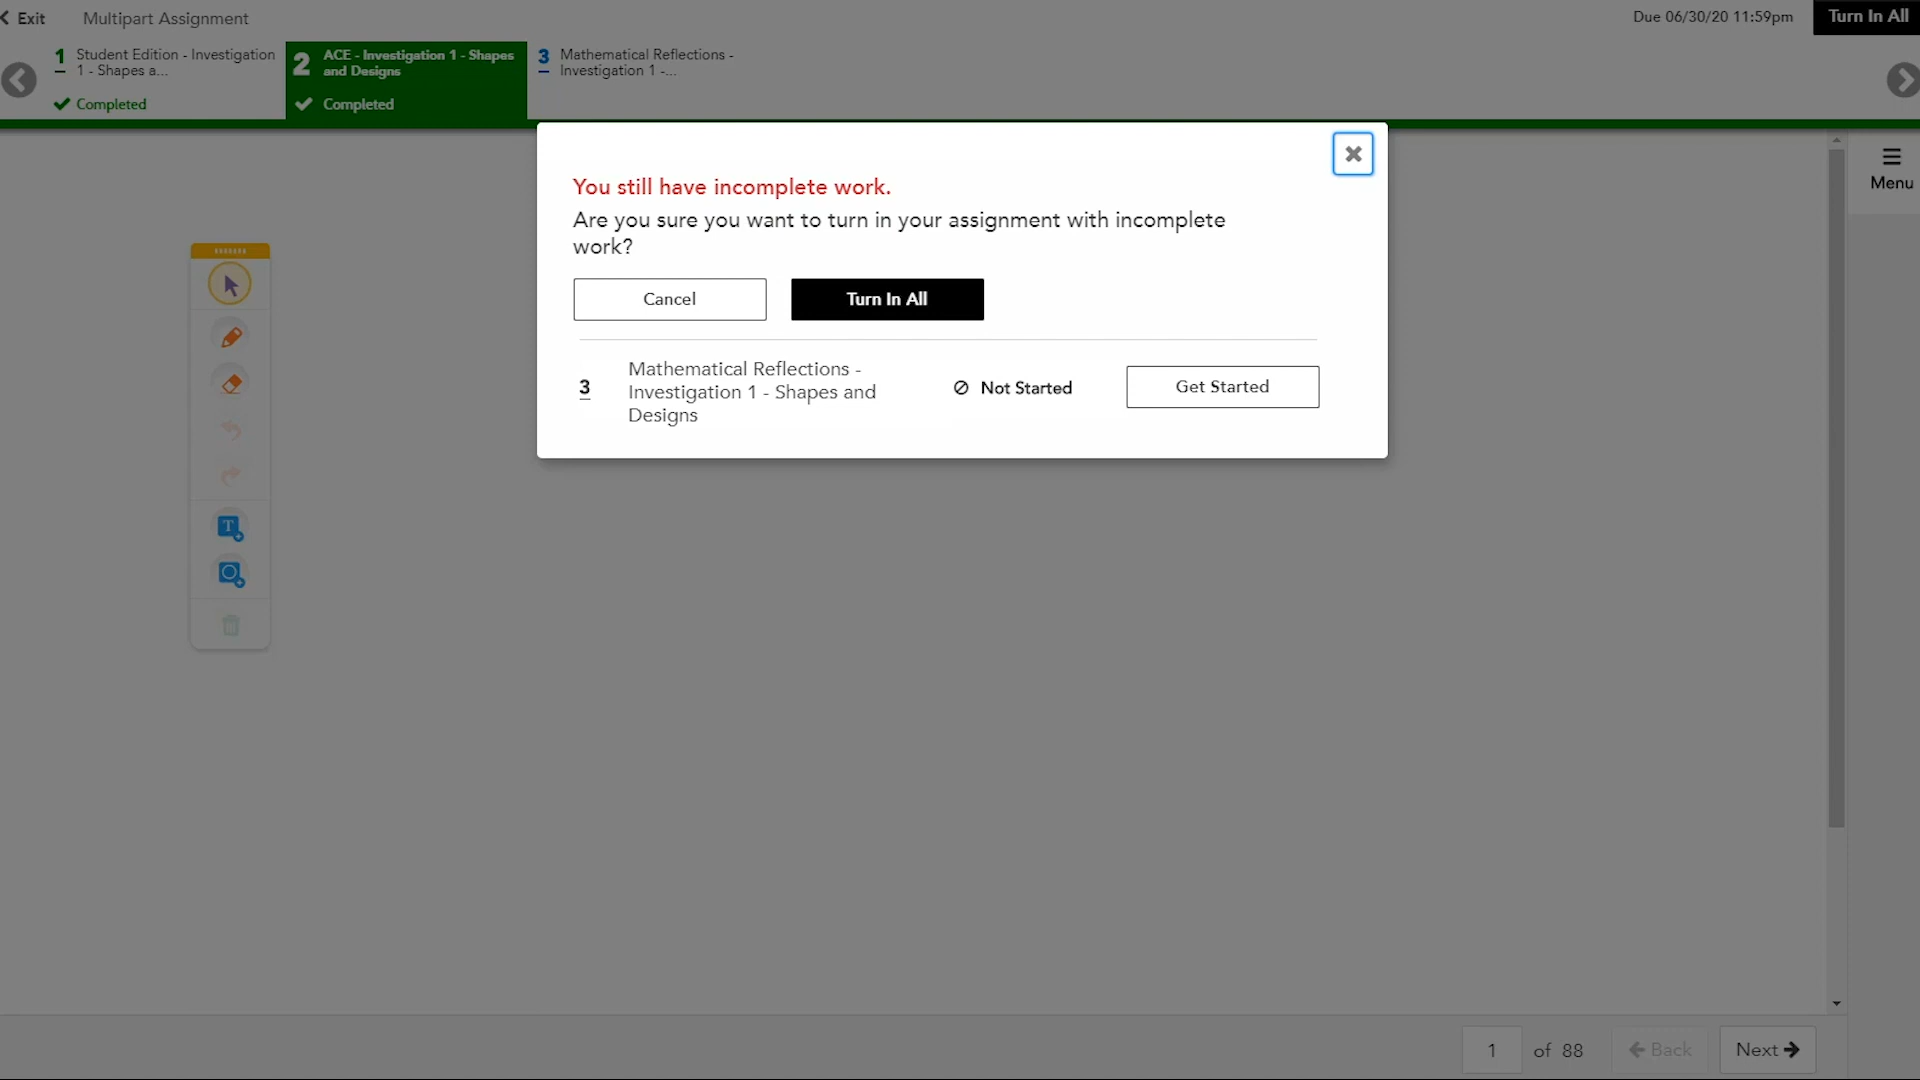 Exit
Multipart Assignment
Due 06/30/20 11:59pm
Turn In All
1 Student Edition - Investigation
1 - Shapes a...
Completed
2 ACE - Investigation 1 - Shapes
and Designs
Completed
3 Mathematical Reflections -
Investigation 1 -...
Menu
You still have incomplete work.
Are you sure you want to turn in your assignment with incomplete
work?
Cancel
Turn In All
3
Mathematical Reflections -
Investigation 1 - Shapes and
Designs
Not Started
Get Started
T
1 of 88
Back
Next